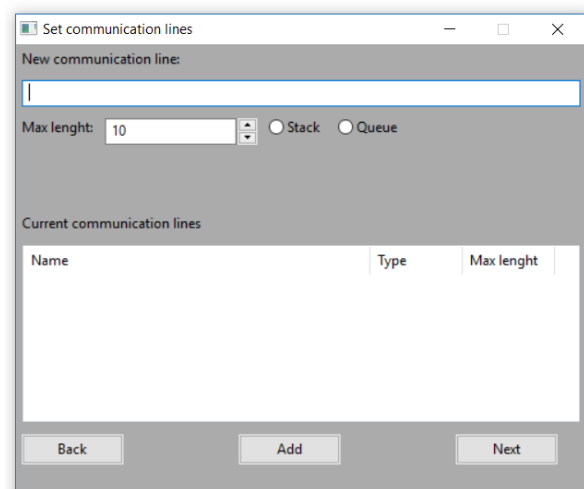 Set communication lines
New communication line:
Max lenght: 10 Stack Queue
Current communication lines
Name Type Max lenght
Back Add Next